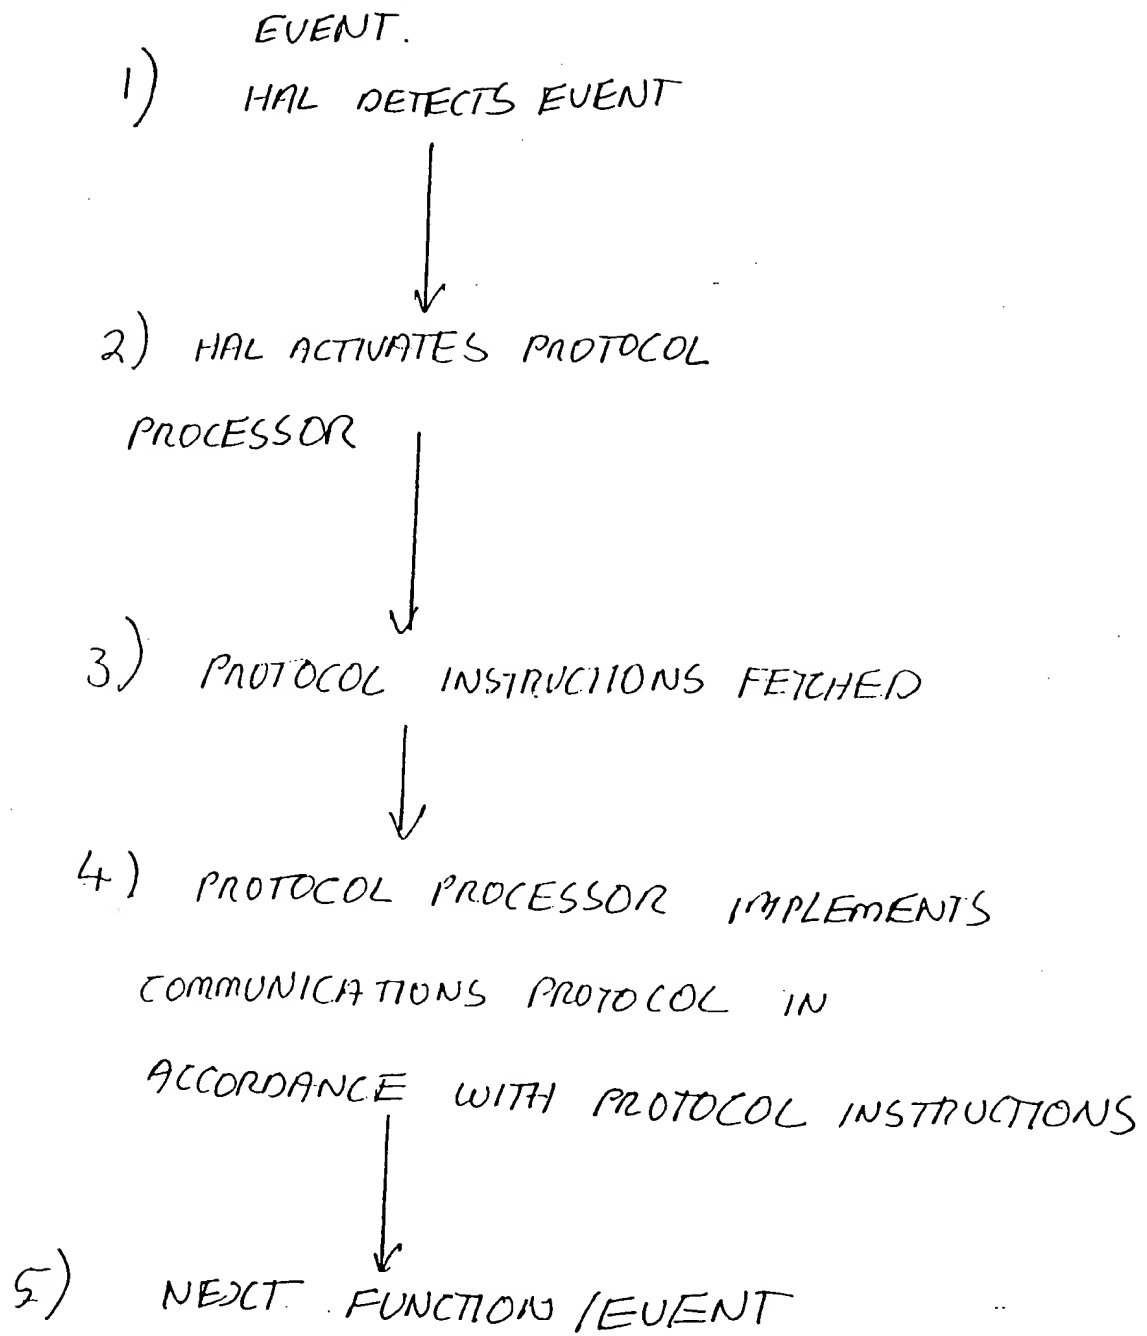 EVENT.
1) HAL DETECTS EVENT
2) HAL ACTIVATES PROTOCOL
PROCESSOR
3) PROTOCOL INSTRUCTIONS FETCHED
4) PROTOCOL PROCESSOR IMPLEMENTS
COMMUNICATIONS PROTOCOL IN
ACCORDANCE WITH PROTOCOL INSTRUCTIONS
5) NEXT FUNCTION/EVENT